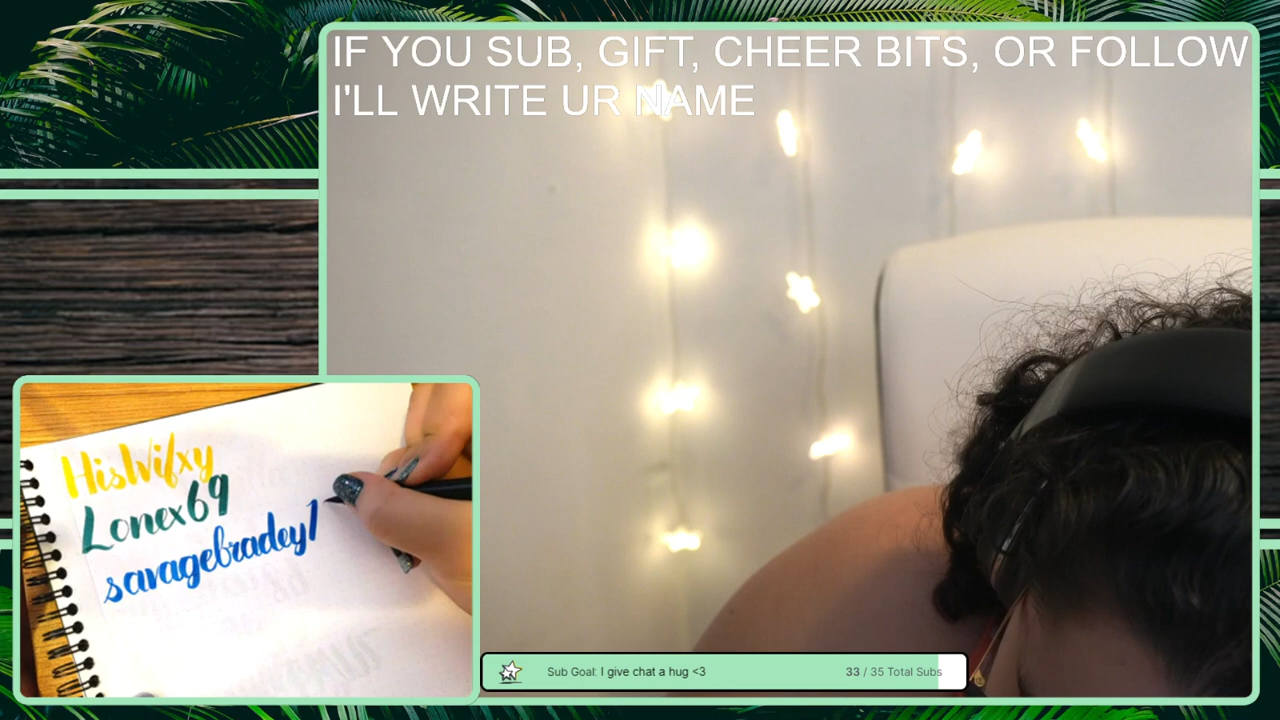 IF YOU SUB, GIFT, CHEER BITS, OR FOLLOW
I'LL WRITE UR NAME
HisWifxy
Lonex69
savagebradey1
Sub Goal: I give chat a hug <3
33 / 35 Total Subs